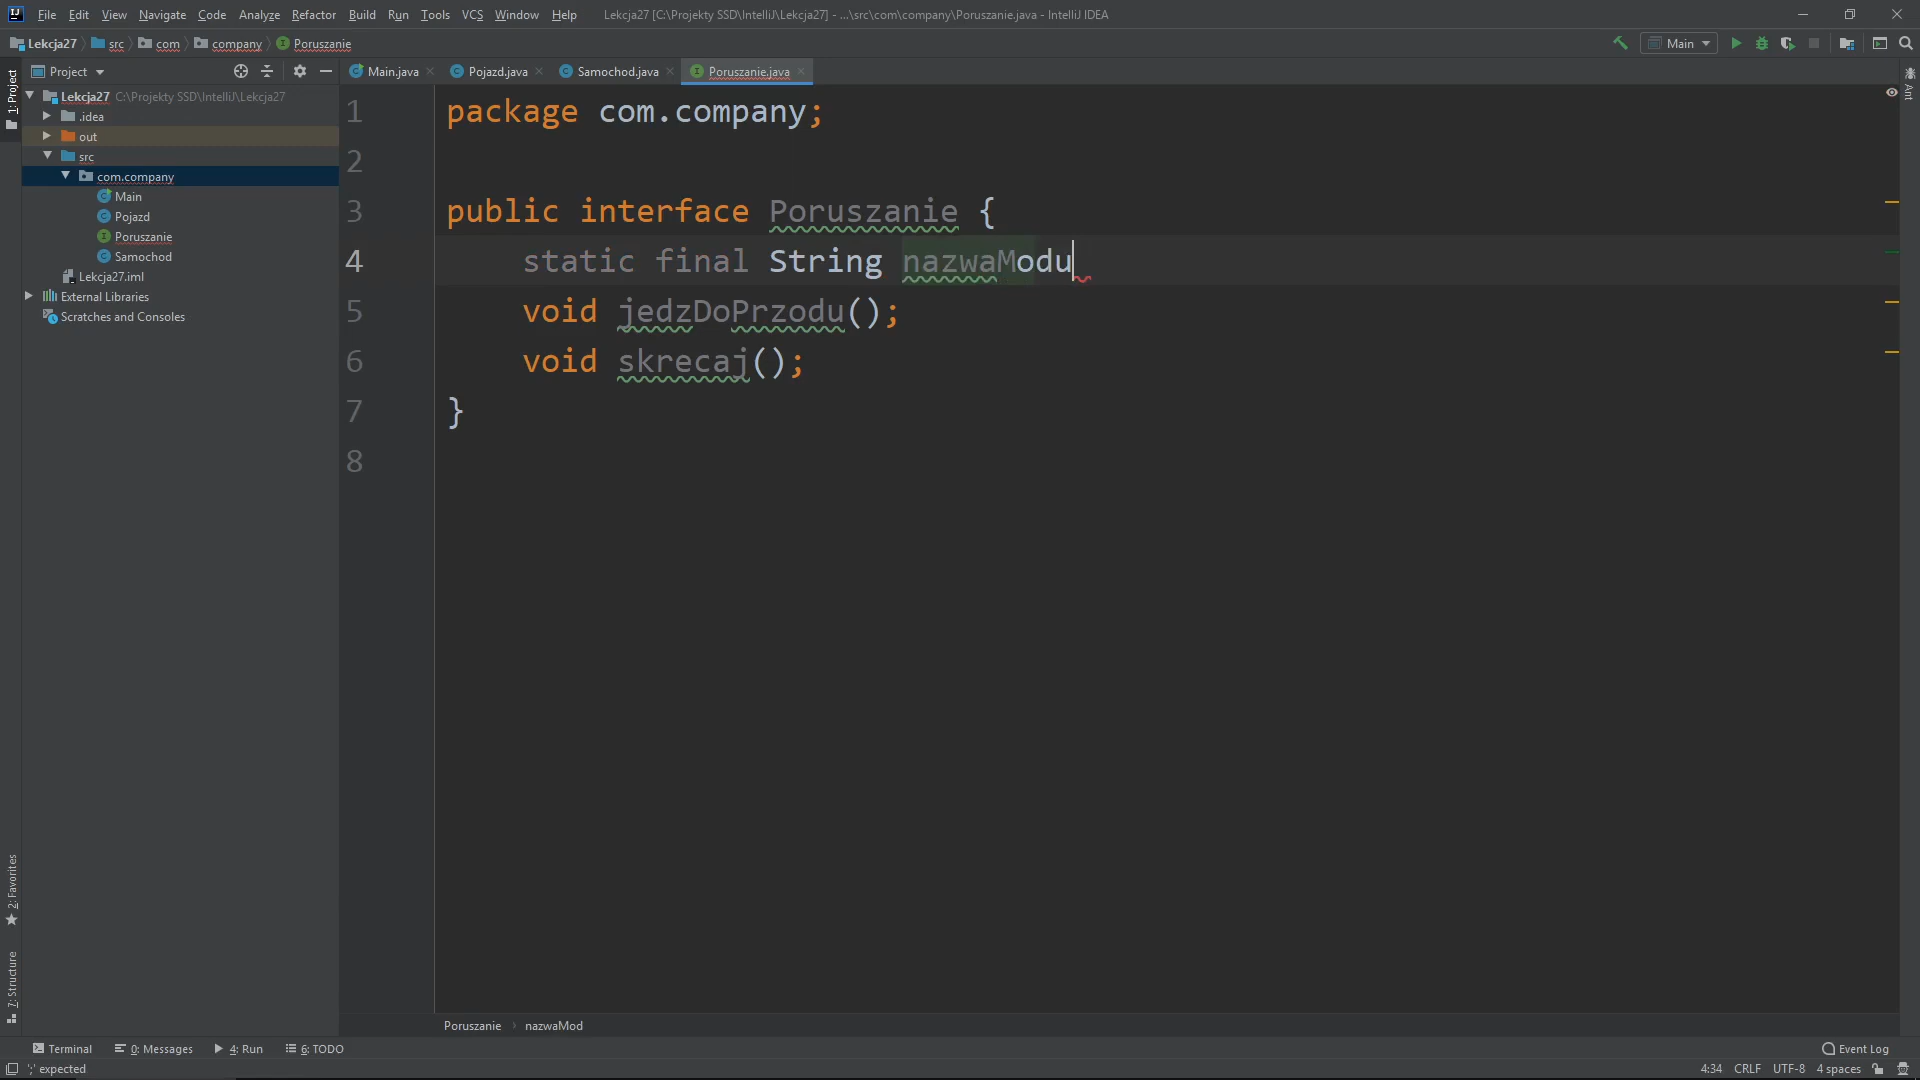 File Edit View Navigate Code Analyze Refactor Build Run Tools VCS Window Help Lekcja27 [C:\Projekty SSD\IntelliJ\Lekcja27] - ...\src\com\company\Poruszanie.java - IntelliJ IDEA
Lekcja27 src com company Poruszanie Main
Project Main.java Pojazd.java Samochod.java Poruszanie.java
1: Project
Ant
Lekcja27 C:\Projekty SSD\IntelliJ\Lekcja27
.idea
out
src
com.company
Main
Pojazd
Poruszanie
Samochod
Lekcja27.iml
External Libraries
Scratches and Consoles
1 package com.company;
2
3 public interface Poruszanie {
4 static final String nazwaModu
5 void jedzDoPrzodu();
6 void skrecaj();
7 }
8
2: Favorites
7: Structure
Poruszanie nazwaMod
Terminal 0: Messages 4: Run 6: TODO Event Log
';' expected 4:34 CRLF UTF-8 4 spaces